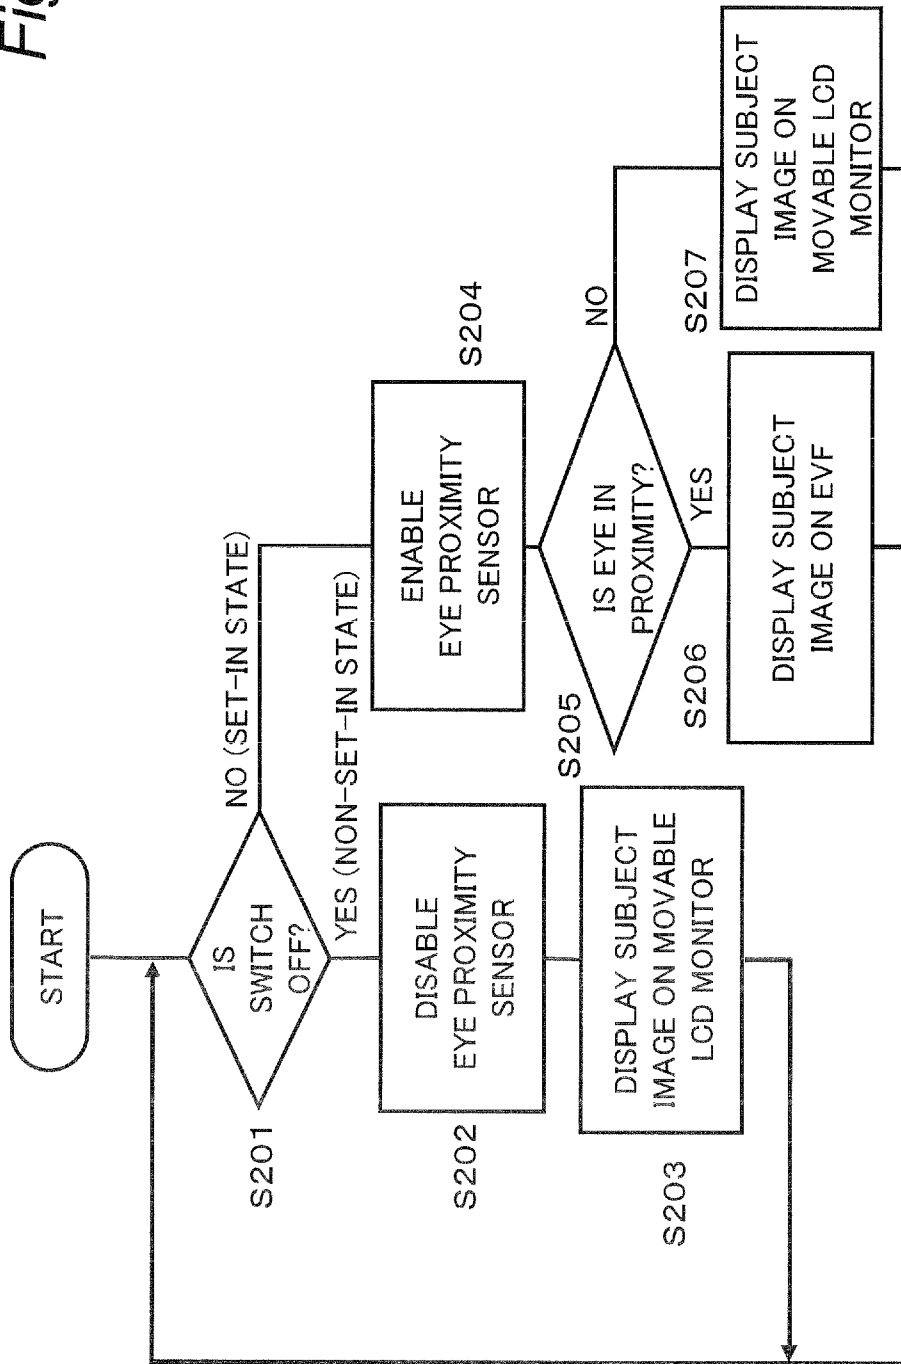 Fig
START
IS
SWITCH
OFF?
S201
NO (SET-IN STATE)
YES (NON-SET-IN STATE)
DISABLE
EYE PROXIMITY
SENSOR
S202
DISPLAY SUBJECT
IMAGE ON MOVABLE
LCD MONITOR
S203
ENABLE
EYE PROXIMITY
SENSOR
S204
IS EYE IN
PROXIMITY?
S205
NO
YES
DISPLAY SUBJECT
IMAGE ON EVF
S206
DISPLAY SUBJECT
IMAGE ON
MOVABLE LCD
MONITOR
S207